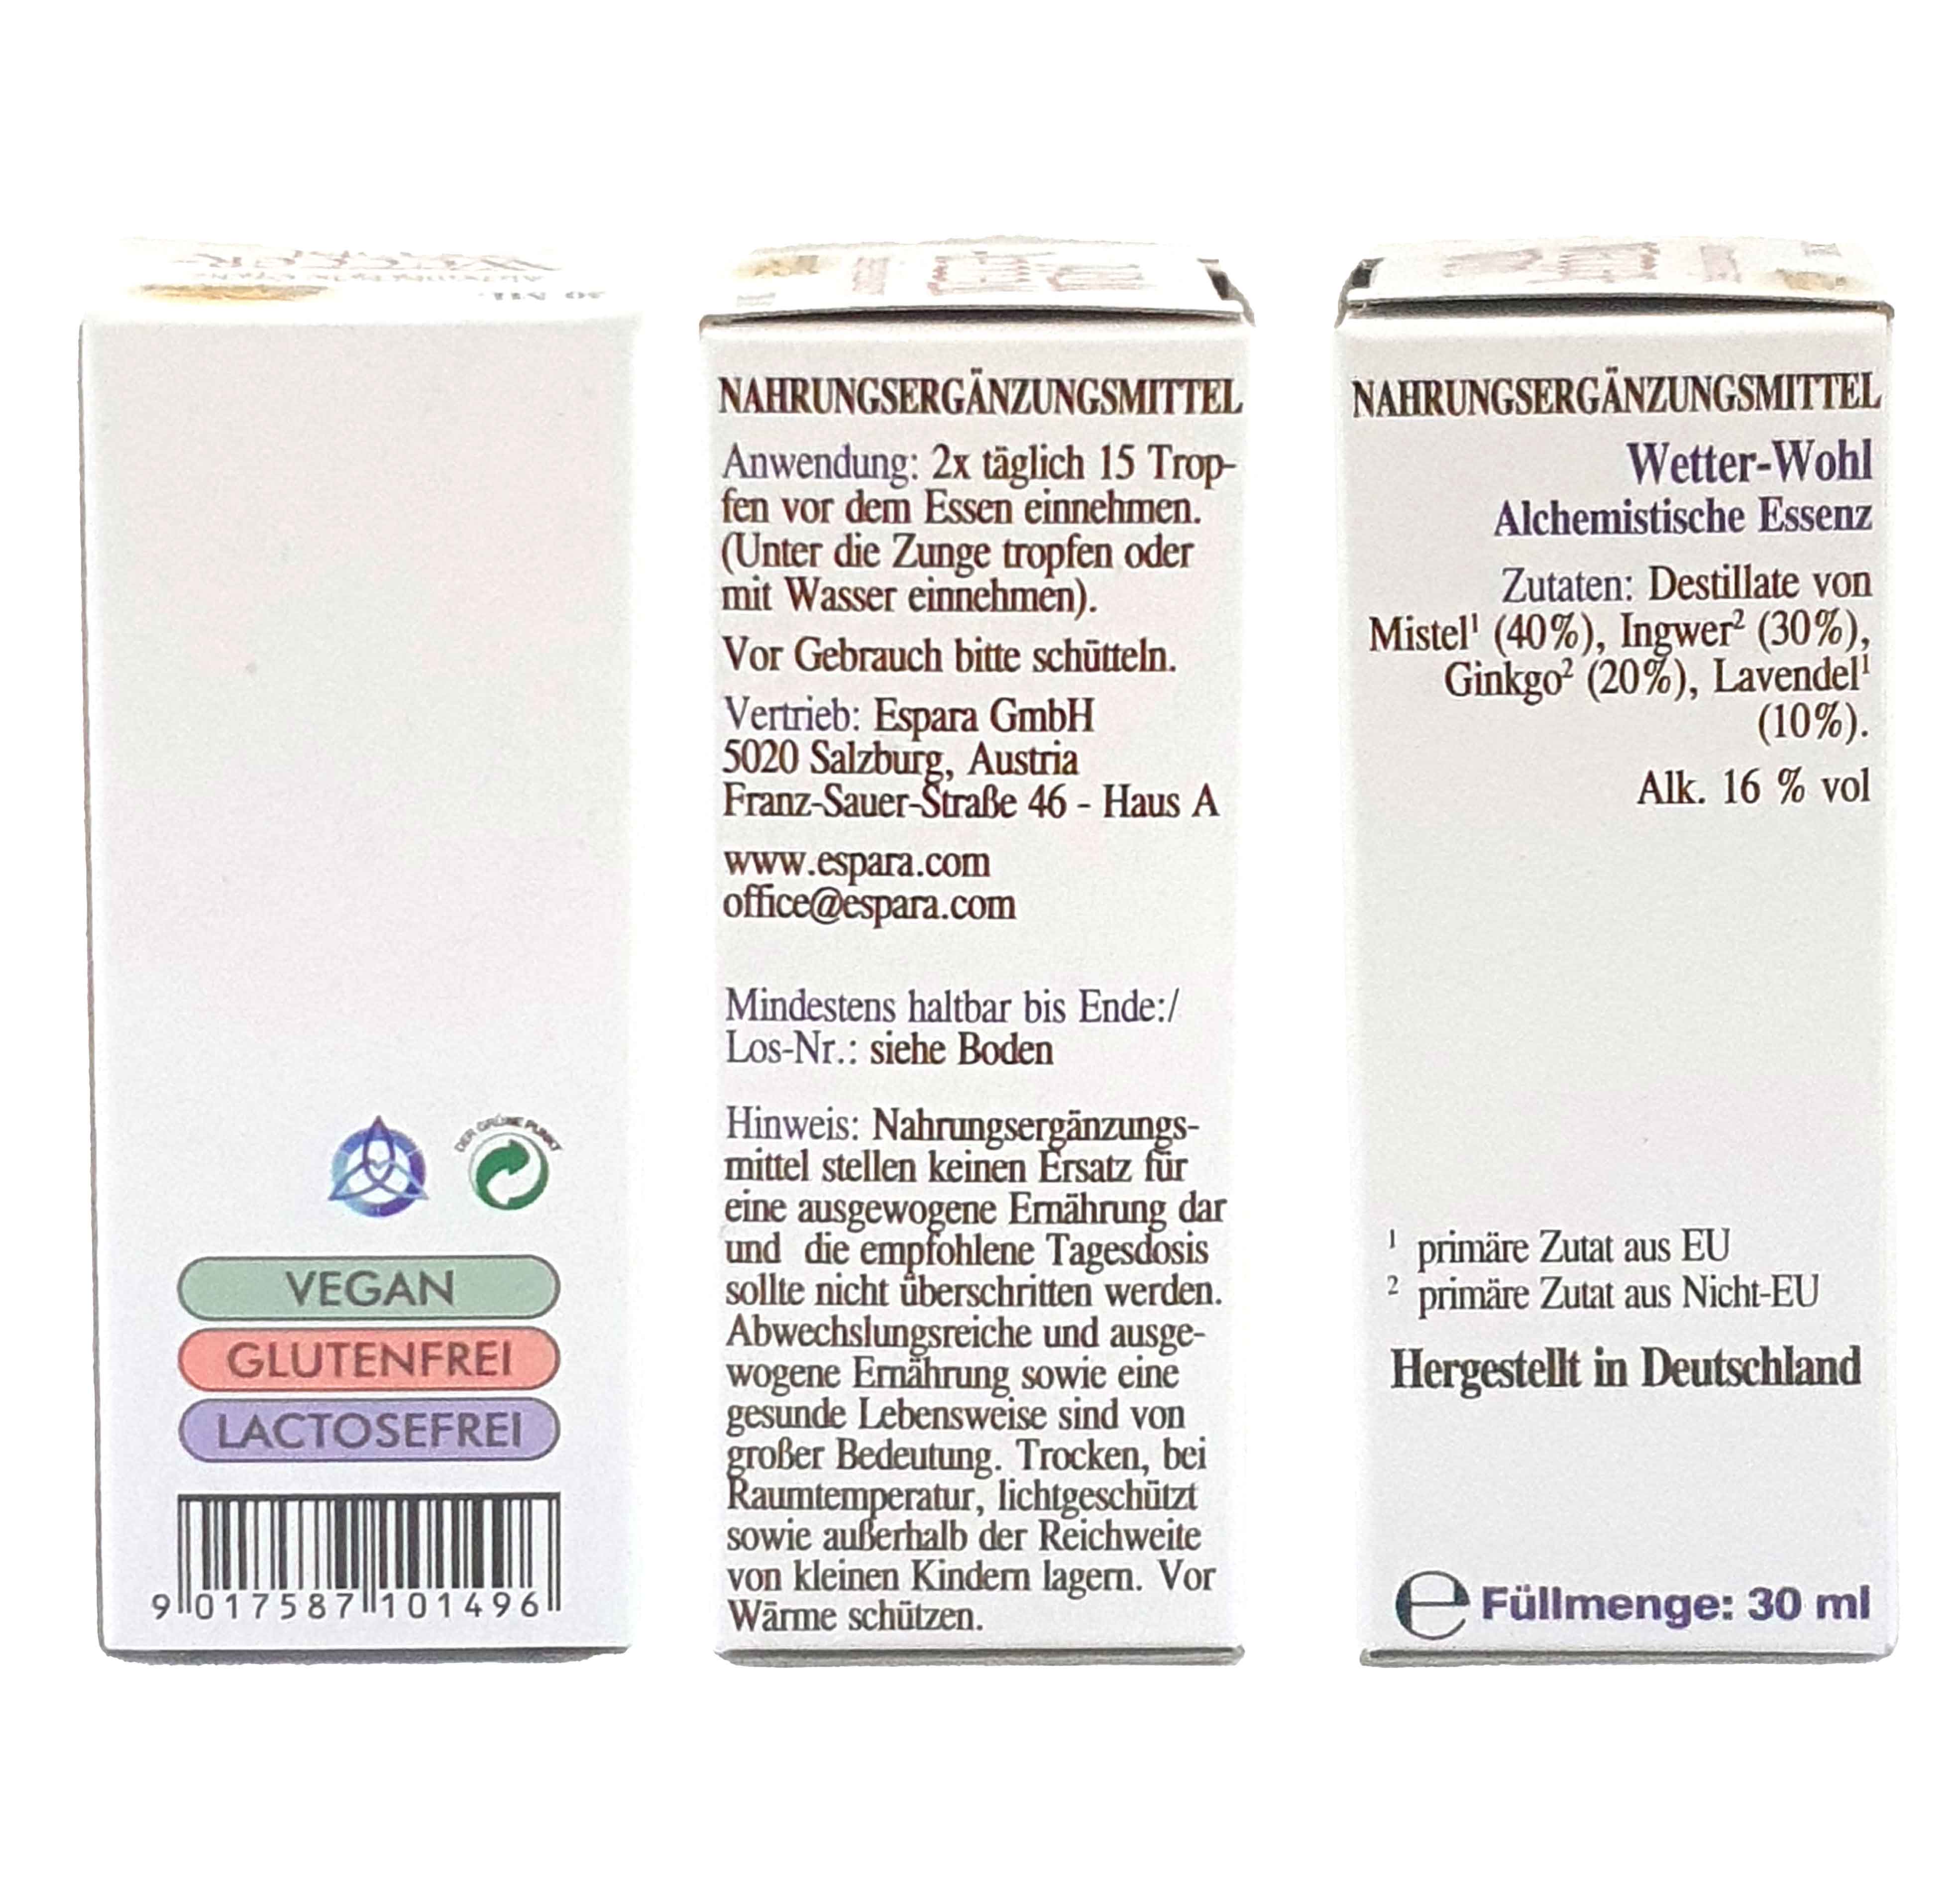 DER GRÜNE PUNKT
VEGAN
GLUTENFREI
LACTOSEFREI
9 017587 101496
NAHRUNGSERGÄNZUNGSMITTEL
Anwendung: 2x täglich 15 Trop-
fen vor dem Essen einnehmen.
(Unter die Zunge tropfen oder
mit Wasser einnehmen).
Vor Gebrauch bitte schütteln.
Vertrieb: Espara GmbH
5020 Salzburg, Austria
Franz-Sauer-Straße 46 - Haus A
www.espara.com
office@espara.com
Mindestens haltbar bis Ende:/
Los-Nr.: siehe Boden
Hinweis: Nahrungsergänzungs-
mittel stellen keinen Ersatz für
eine ausgewogene Ernährung dar
und die empfohlene Tagesdosis
sollte nicht überschritten werden.
Abwechslungsreiche und ausge-
wogene Ernährung sowie eine
gesunde Lebensweise sind von
großer Bedeutung. Trocken, bei
Raumtemperatur, lichtgeschützt
sowie außerhalb der Reichweite
von kleinen Kindern lagern. Vor
Wärme schützen.
NAHRUNGSERGÄNZUNGSMITTEL
Wetter-Wohl
Alchemistische Essenz
Zutaten: Destillate von
Mistel¹ (40%), Ingwer² (30%),
Ginkgo² (20%), Lavendel¹
(10%).
Alk. 16 % vol
¹ primäre Zutat aus EU
² primäre Zutat aus Nicht-EU
Hergestellt in Deutschland
℮ Füllmenge: 30 ml